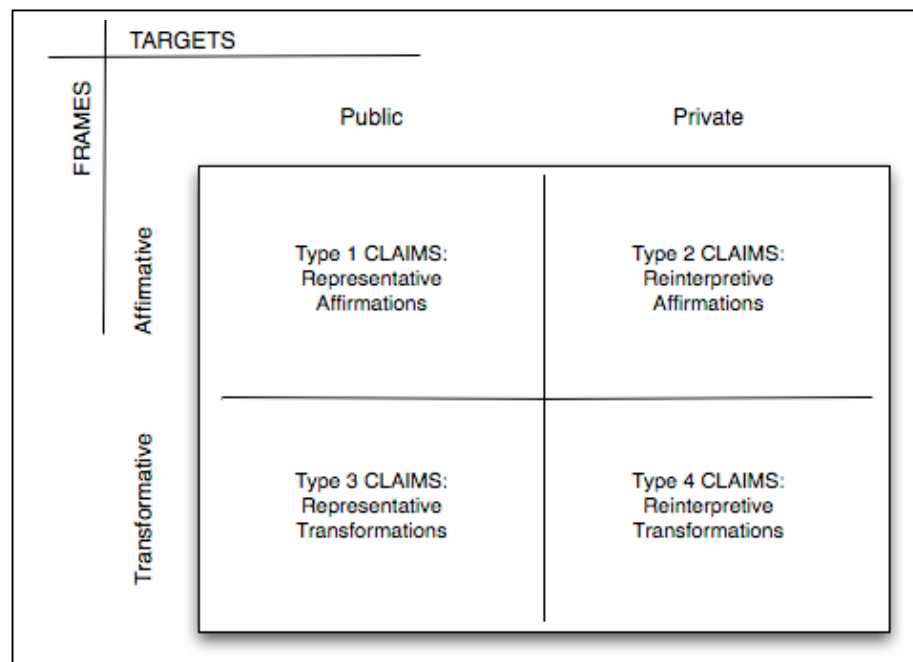 TARGETS
FRAMES
Public
Private
Affirmative
Type 1 CLAIMS:
Representative
Affirmations
Type 2 CLAIMS:
Reinterpretive
Affirmations
Transformative
Type 3 CLAIMS:
Representative
Transformations
Type 4 CLAIMS:
Reinterpretive
Transformations